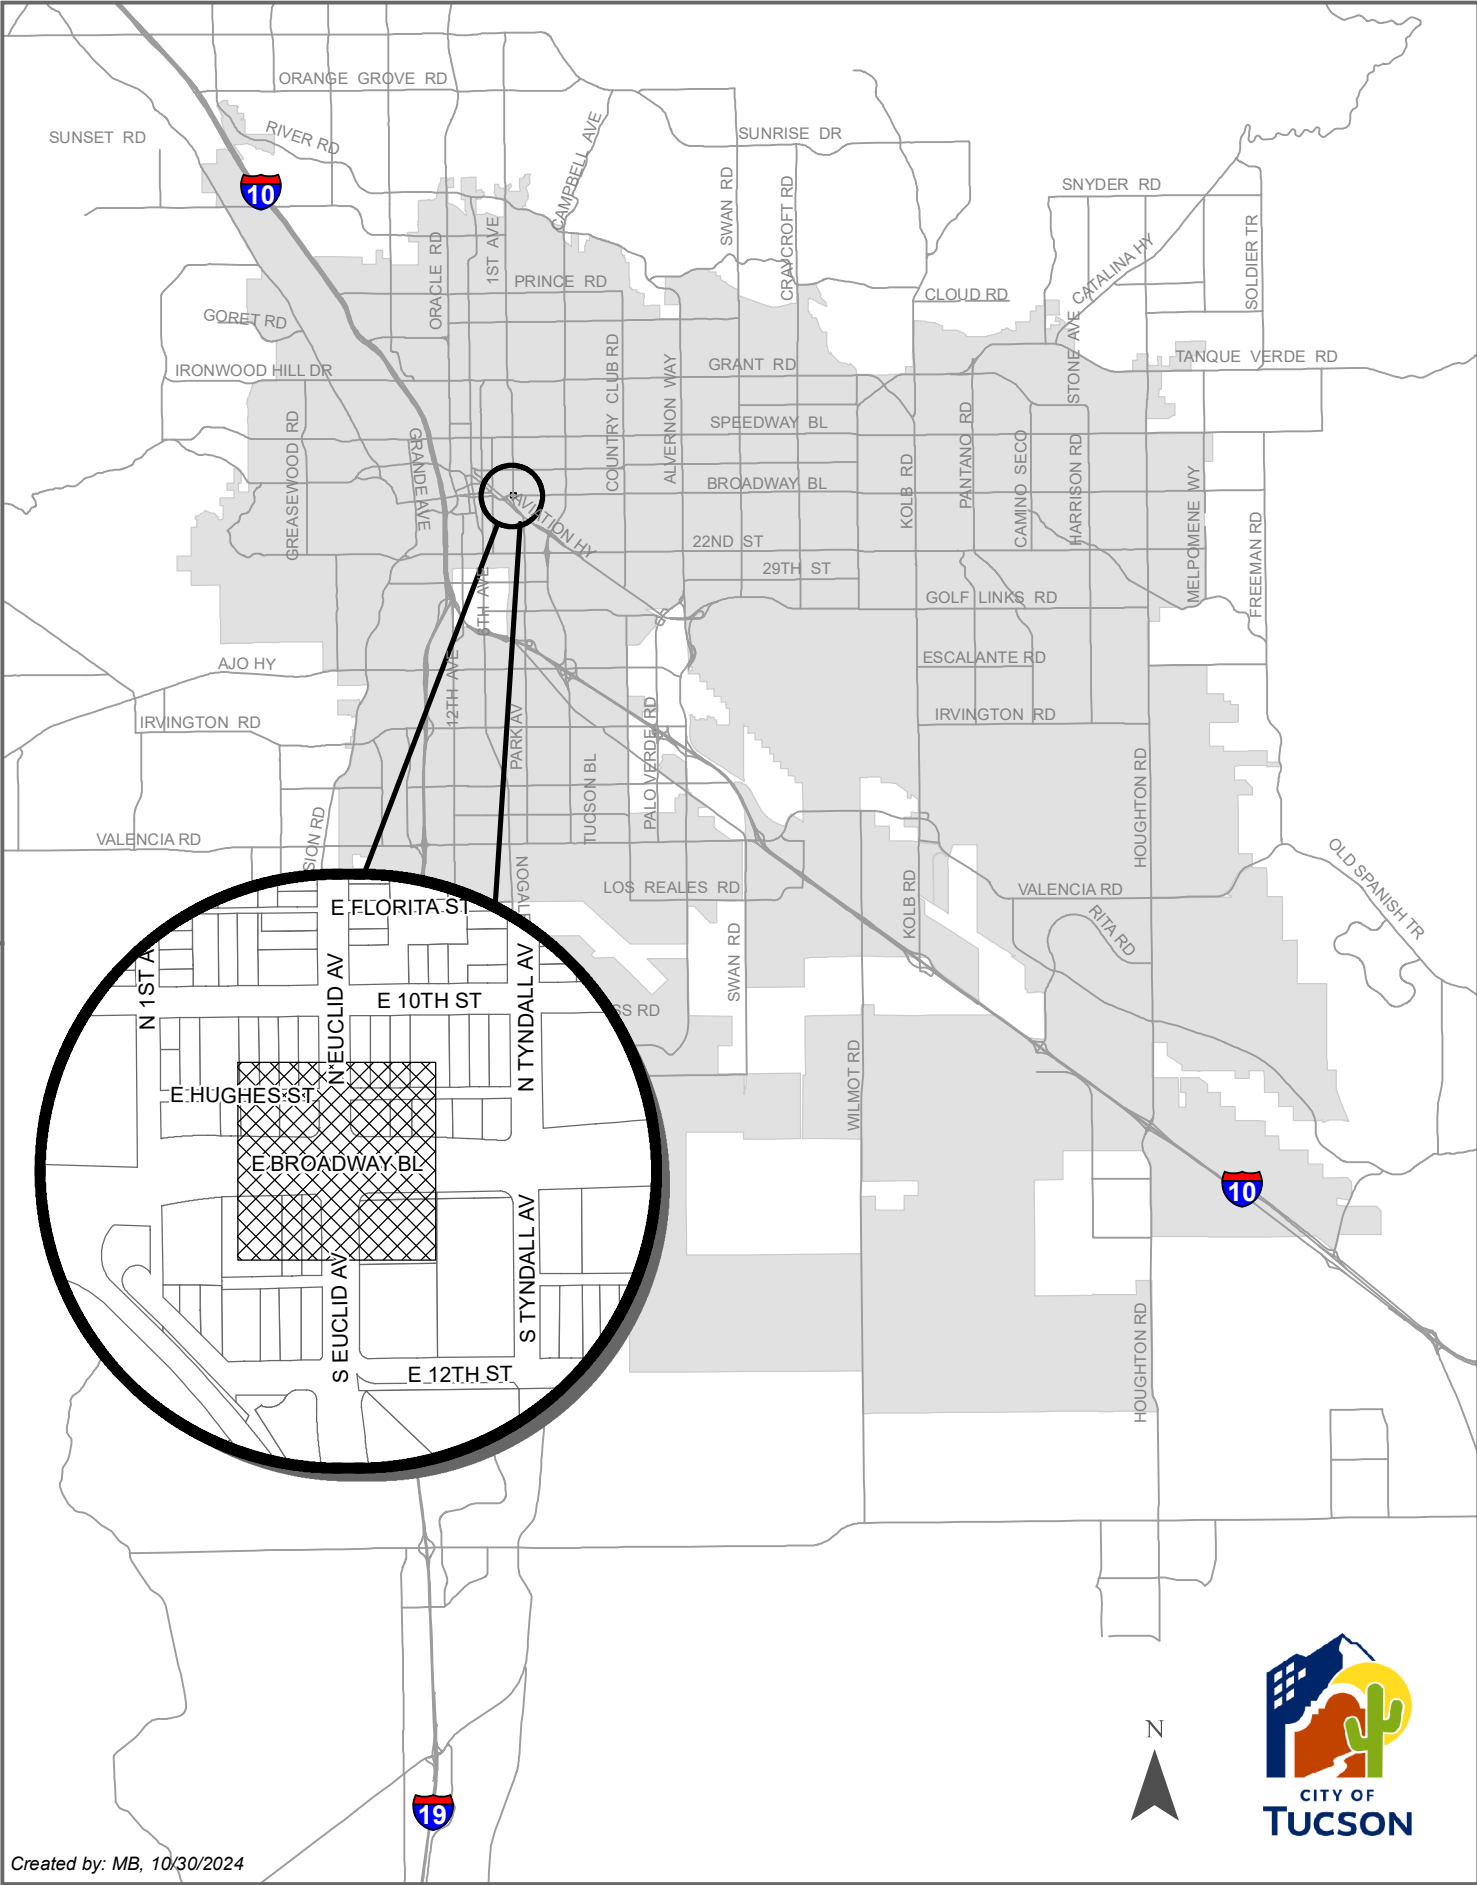 ORANGE GROVE RD
SUNSET RD
RIVER RD
CAMPBELL AVE
SUNRISE DR
10
SWAN RD
CRAYCROFT RD
SNYDER RD
SOLDIER TR
CATALINA HY
ORACLE RD
1ST AVE
PRINCE RD
CLOUD RD
GORET RD
STONE AVE
IRONWOOD HILL DR
COUNTRY CLUB RD
ALVERNON WAY
GRANT RD
TANQUE VERDE RD
GREASEWOOD RD
GRANDE AVE
SPEEDWAY BL
PANTANO RD
CAMINO SECO
HARRISON RD
KOLB RD
BROADWAY BL
MELPOMENE WY
AVIATION HY
22ND ST
FREEMAN RD
29TH ST
6TH AVE
GOLF LINKS RD
AJO HY
12TH AVE
ESCALANTE RD
IRVINGTON RD
PARK AV
PALO VERDE RD
IRVINGTON RD
TUCSON BL
HOUGHTON RD
VALENCIA RD
SION RD
NOGALE
LOS REALES RD
KOLB RD
VALENCIA RD
RITA RD
OLD SPANISH TR
SWAN RD
SS RD
WILMOT RD
10
HOUGHTON RD
E FLORITA ST
N 1ST A
N EUCLID AV
E 10TH ST
N TYNDALL AV
E HUGHES ST
E BROADWAY BL
S EUCLID AV
S TYNDALL AV
E 12TH ST
N
CITY OF
TUCSON
19
Created by: MB, 10/30/2024